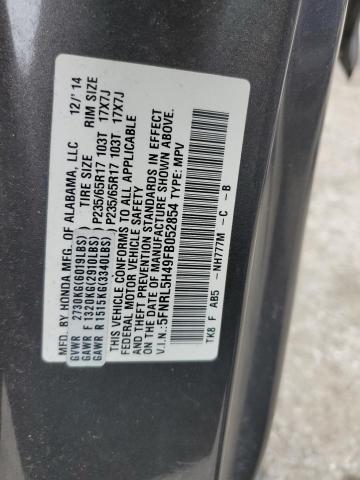 MFD. BY HONDA MFG. OF ALABAMA, LLC 12/'14
GVWR 2730KG(6019LBS) TIRE SIZE RIM SIZE
GAWR F 1320KG(2910LBS) P235/65R17 103T 17X7J
GAWR R 1515KG(3340LBS) P235/65R17 103T 17X7J
THIS VEHICLE CONFORMS TO ALL APPLICABLE
FEDERAL MOTOR VEHICLE SAFETY
AND THEFT PREVENTION STANDARDS IN EFFECT
ON THE DATE OF MANUFACTURE SHOWN ABOVE.
V.I.N.:5FNRL5H49FB052854 TYPE: MPV
TK8 F AB5 -NH777M -C -B